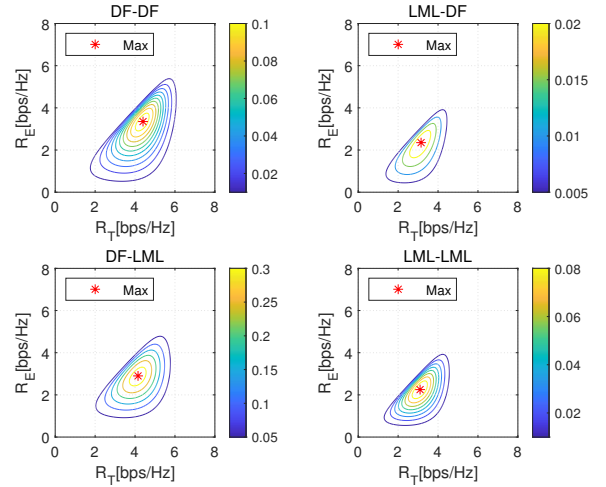 DF-DF
8
6
4
2
0
R_E[bps/Hz]
Max
0 2 4 6 8
R_T[bps/Hz]
0.1
0.08
0.06
0.04
0.02
LML-DF
8
6
4
2
0
R_E[bps/Hz]
Max
0 2 4 6 8
R_T[bps/Hz]
0.02
0.015
0.01
0.005
DF-LML
8
6
4
2
0
R_E[bps/Hz]
Max
0 2 4 6 8
R_T[bps/Hz]
0.3
0.25
0.2
0.15
0.1
0.05
LML-LML
8
6
4
2
0
R_E[bps/Hz]
Max
0 2 4 6 8
R_T[bps/Hz]
0.08
0.06
0.04
0.02